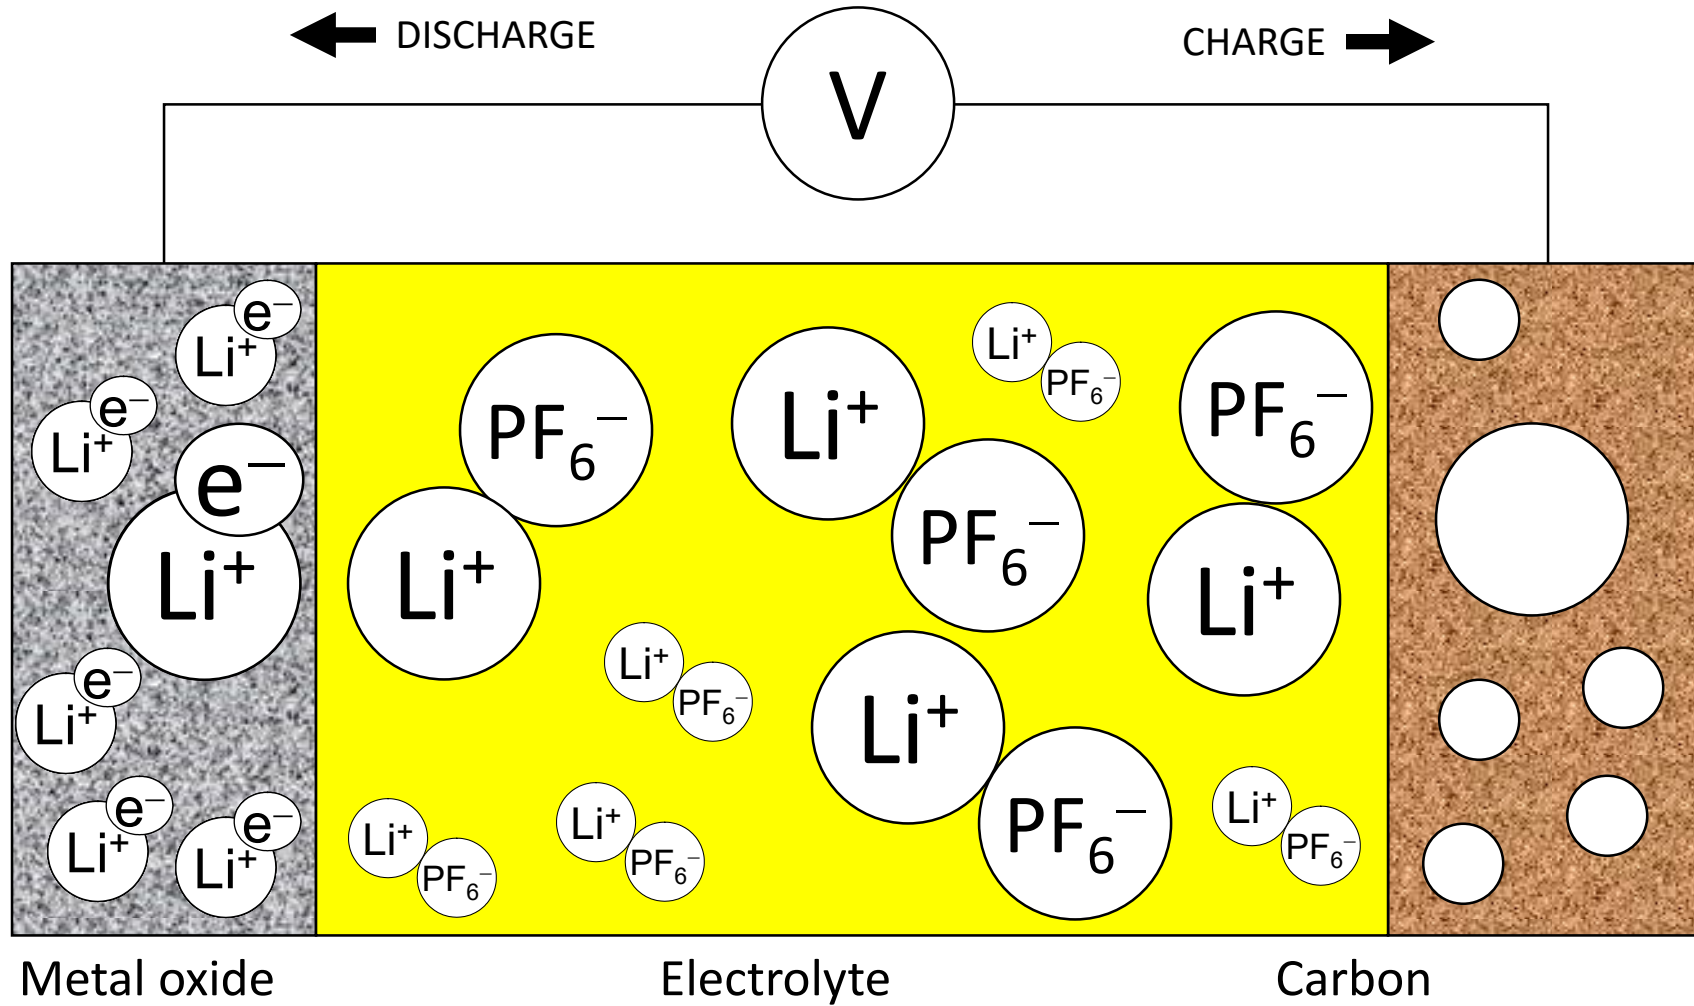 DISCHARGE
CHARGE
V
e⁻
Li⁺
e⁻
Li⁺
e⁻
Li⁺
e⁻
Li⁺
e⁻
Li⁺
e⁻
Li⁺
PF₆⁻
Li⁺
Li⁺
PF₆⁻
Li⁺
PF₆⁻
PF₆⁻
Li⁺
Li⁺
PF₆⁻
Li⁺
PF₆⁻
Li⁺
PF₆⁻
Li⁺
PF₆⁻
Li⁺
PF₆⁻
Metal oxide
Electrolyte
Carbon